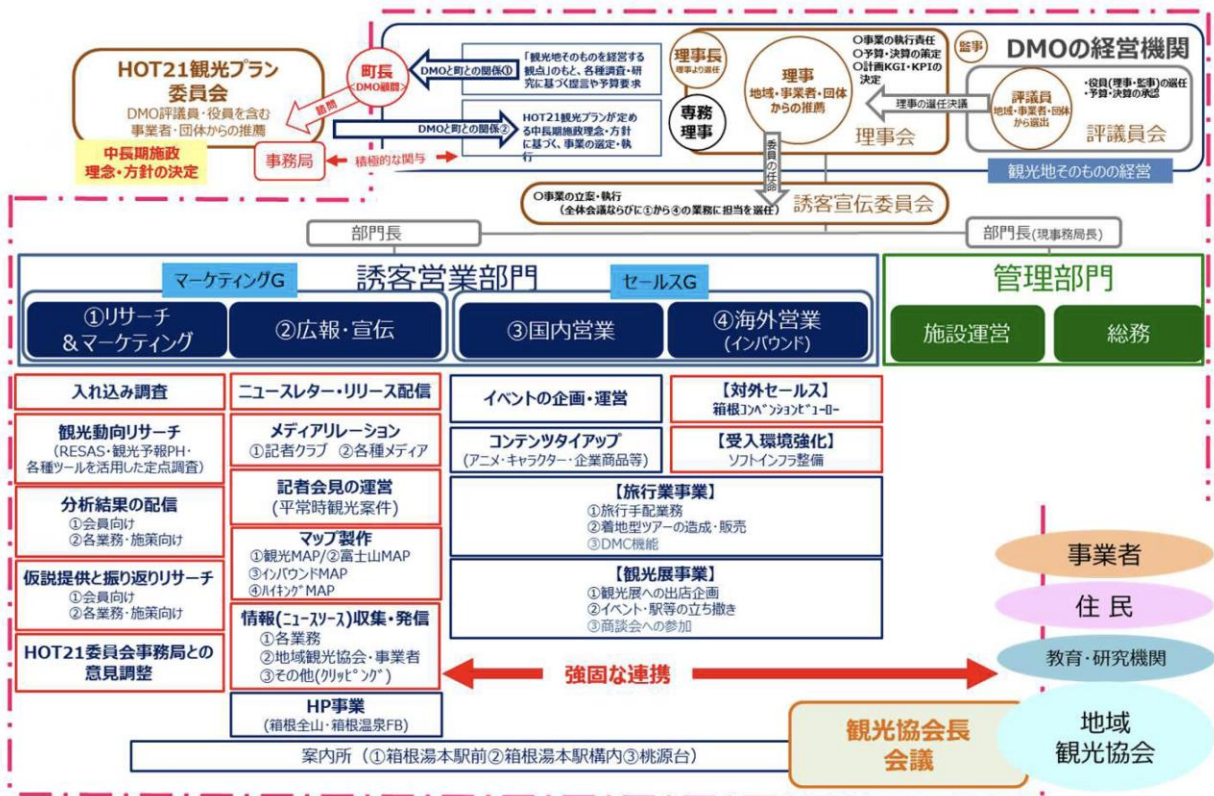 HOT21観光プラン
委員会
DMO評議員・役員を含む
事業者・団体からの推薦
中長期施政
理念・方針の決定
町長
<DMO顧問>
諮問
事務局
積極的な関与
DMOと町との関係①
「観光地そのものを経営する
観点」のもと、各種調査・研
究に基づく提言や予算要求
DMOと町との関係②
HOT21観光プランが定め
る中長期施政理念・方針
に基づく、事業の選定・執
行
理事長
理事より選任
専務
理事
理事
地域・事業者・団体
からの推薦
〇事業の執行責任
〇予算・決算の策定
〇計画KGI・KPIの
決定
理事会
監事
DMOの経営機関
・役員(理事・監事)の選任
・予算・決算の承認
評議員
地域・事業者・団体
から選出
評議員会
理事の選任決議
観光地そのものの経営
委員の任命
〇事業の立案・執行
(全体会議ならびに①から④の業務に担当を選任)
誘客宣伝委員会
部門長
部門長(現事務局長)
マーケティングG
誘客営業部門
セールスG
管理部門
①リサーチ
&マーケティング
②広報・宣伝
③国内営業
④海外営業
(インバウンド)
施設運営
総務
入れ込み調査
観光動向リサーチ
(RESAS・観光予報PH・
各種ツールを活用した定点調査)
分析結果の配信
①会員向け
②各業務・施策向け
仮説提供と振り返りリサーチ
①会員向け
②各業務・施策向け
HOT21委員会事務局との
意見調整
ニュースレター・リリース配信
メディアリレーション
①記者クラブ ②各種メディア
記者会見の運営
(平常時観光案件)
マップ製作
①観光MAP/②富士山MAP
③インバウンドMAP
④ハイキングMAP
情報(ニュースソース)収集・発信
①各業務
②地域観光協会・事業者
③その他(クリッピング)
HP事業
(箱根全山・箱根温泉FB)
イベントの企画・運営
コンテンツタイアップ
(アニメ・キャラクター・企業商品等)
【旅行業事業】
①旅行手配業務
②着地型ツアーの造成・販売
③DMC機能
【観光展事業】
①観光展への出店企画
②イベント・駅等の立ち撒き
③商談会への参加
【対外セールス】
箱根コンベンションビューロー
【受入環境強化】
ソフトインフラ整備
強固な連携
事業者
住民
教育・研究機関
地域
観光協会
観光協会長
会議
案内所(①箱根湯本駅前②箱根湯本駅構内③桃源台)